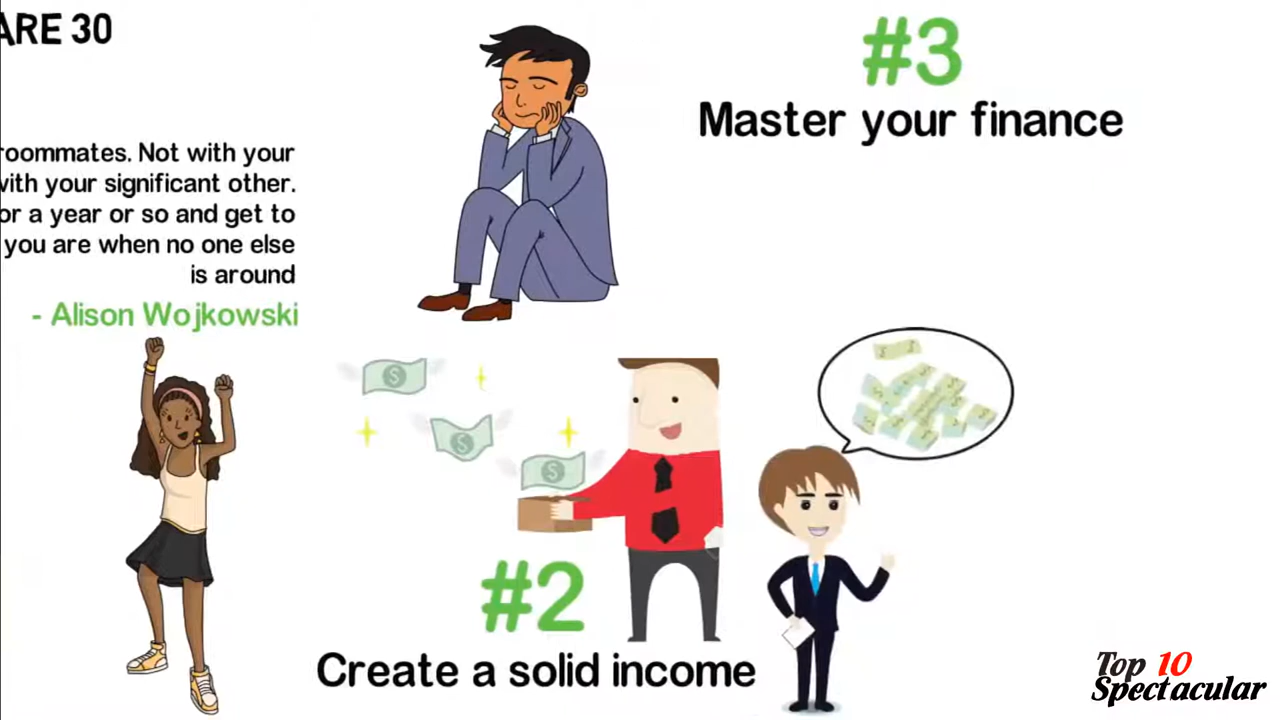 ARE 30
roommates. Not with your
with your significant other.
or a year or so and get to
you are when no one else
is around
- Alison Wojkowski
#3
Master your finance
#2
Create a solid income
Top 10
Spectacular